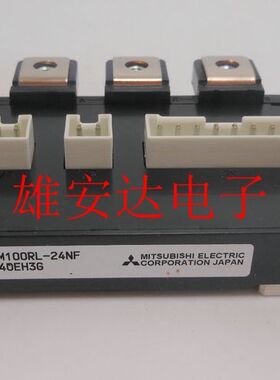 雄安达电子
M100RL-24NF
40EH3G
MITSUBISHI ELECTRIC
CORPORATION JAPAN